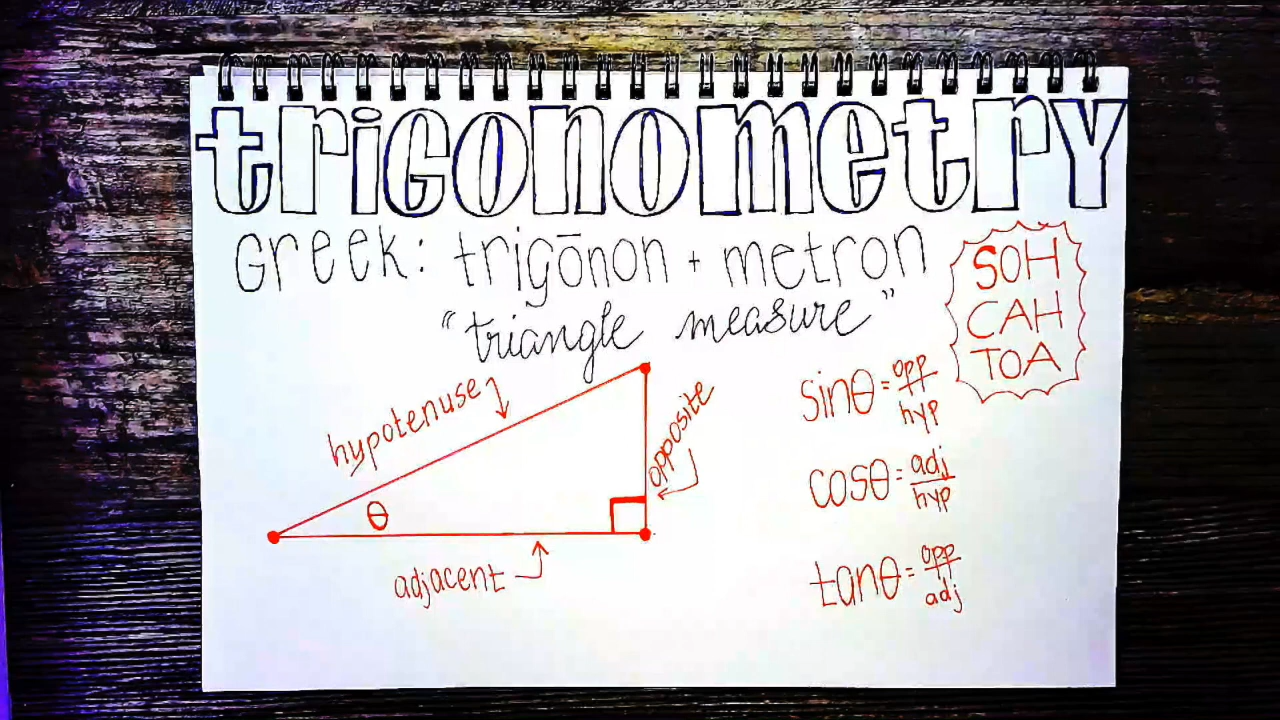 trigonometry
Greek: trigōnon + metron
"triangle measure"
SOH
CAH
TOA
hypotenuse
opposite
θ
adjacent
sinθ = opp/hyp
cosθ = adj/hyp
tanθ = opp/adj